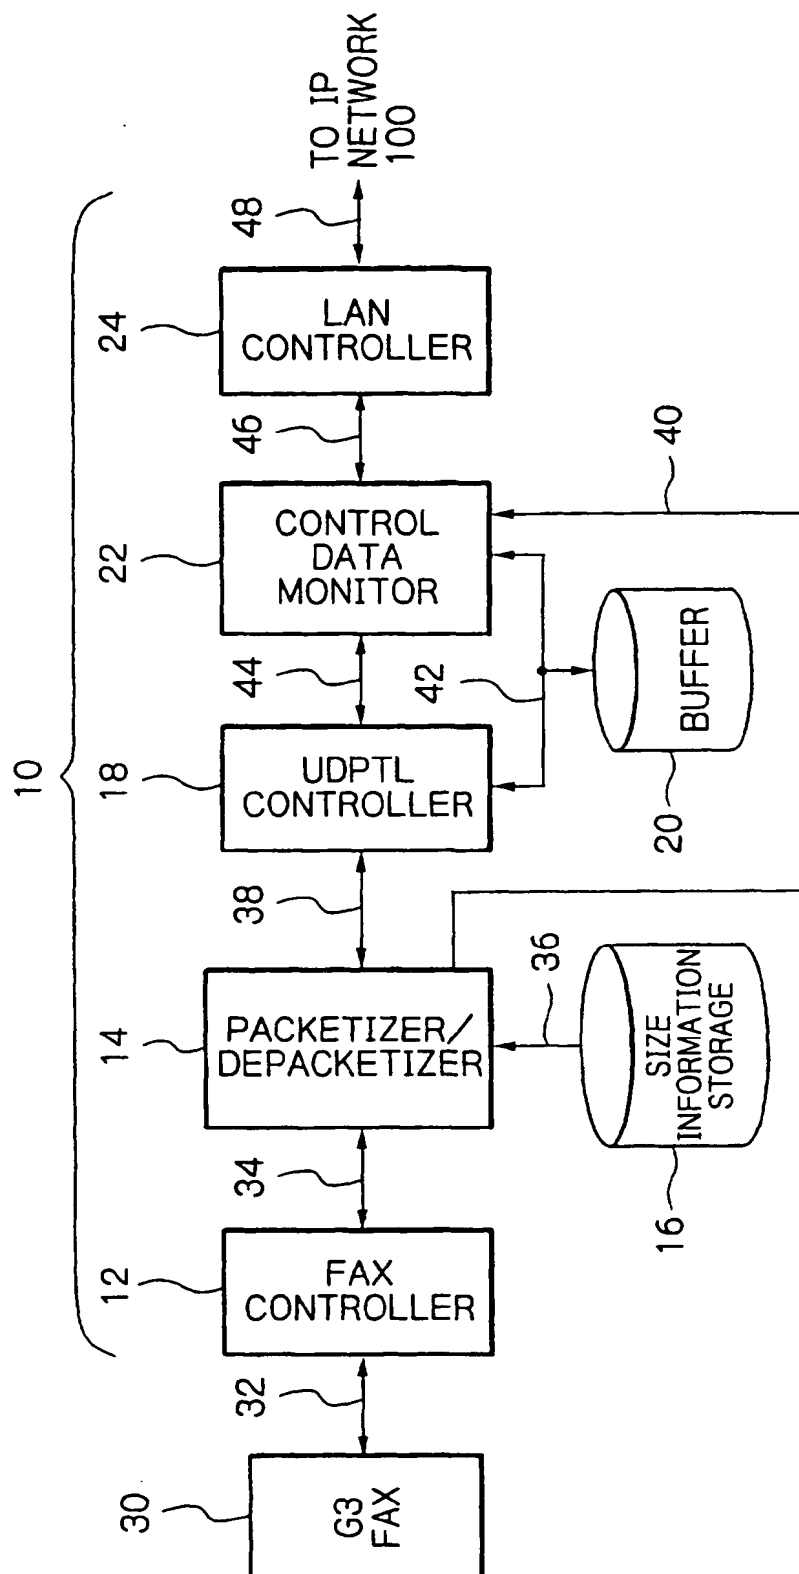 10
30
G3
FAX
32
12
FAX
CONTROLLER
34
14
PACKETIZER/
DEPACKETIZER
38
18
UDPTL
CONTROLLER
44
22
CONTROL
DATA
MONITOR
46
24
LAN
CONTROLLER
48
TO IP
NETWORK
100
16
SIZE
INFORMATION
STORAGE
36
42
20
BUFFER
40